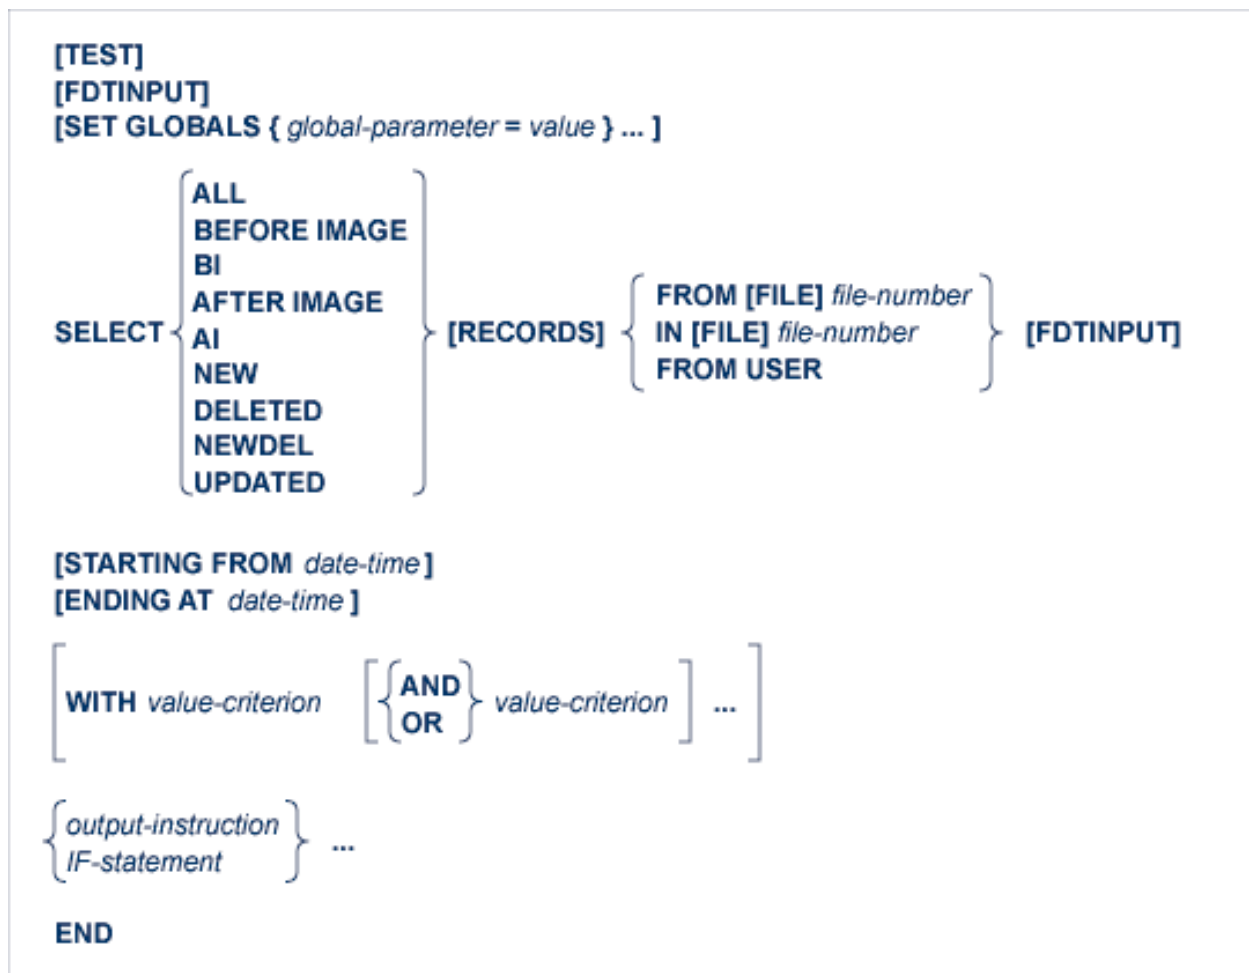 [TEST]
[FDTINPUT]
[SET GLOBALS { global-parameter = value } ... ]
SELECT { ALL
BEFORE IMAGE
BI
AFTER IMAGE
AI
NEW
DELETED
NEWDEL
UPDATED } [RECORDS] { FROM [FILE] file-number
IN [FILE] file-number
FROM USER } [FDTINPUT]
[STARTING FROM date-time]
[ENDING AT date-time ]
[ WITH value-criterion [ { AND
OR } value-criterion ] ... ]
{ output-instruction
IF-statement } ...
END